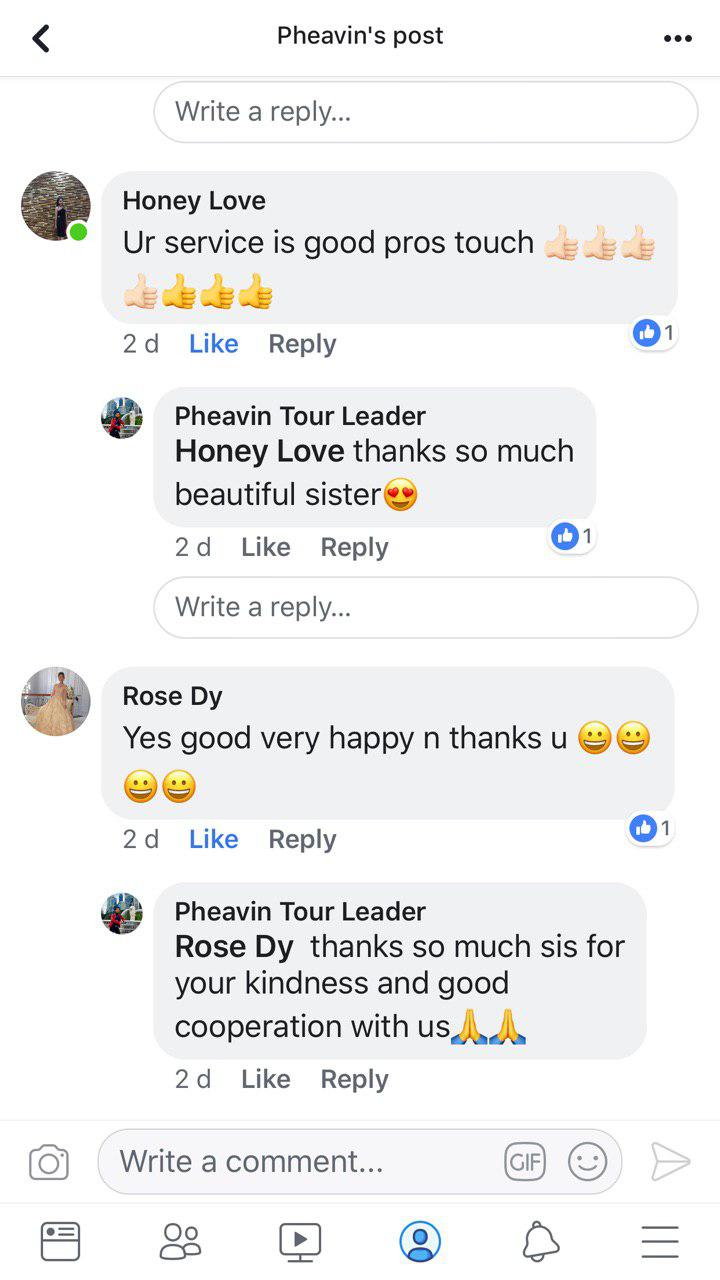 Pheavin's post
Write a reply...
Honey Love
Ur service is good pros touch 👍🏻👍🏻👍🏻
👍🏻👍👍👍
2 d Like Reply 1
Pheavin Tour Leader
Honey Love thanks so much
beautiful sister😍
2 d Like Reply 1
Write a reply...
Rose Dy
Yes good very happy n thanks u 😀😀
😀😀
2 d Like Reply 1
Pheavin Tour Leader
Rose Dy thanks so much sis for
your kindness and good
cooperation with us🙏🙏
2 d Like Reply
Write a comment... GIF